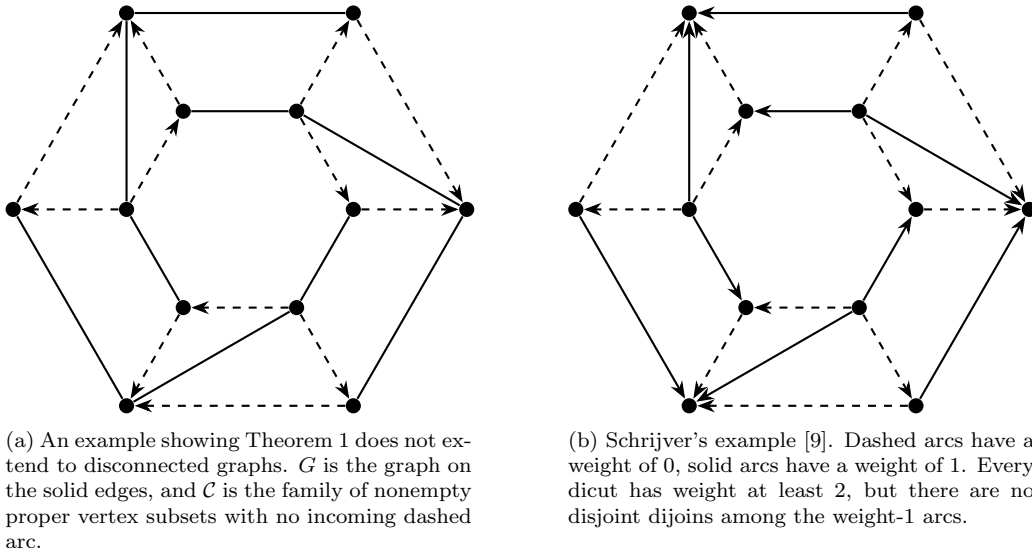 (a) An example showing Theorem 1 does not ex-
tend to disconnected graphs. G is the graph on
the solid edges, and C is the family of nonempty
proper vertex subsets with no incoming dashed
arc.
(b) Schrijver's example [9]. Dashed arcs have a
weight of 0, solid arcs have a weight of 1. Every
dicut has weight at least 2, but there are no
disjoint dijoins among the weight-1 arcs.